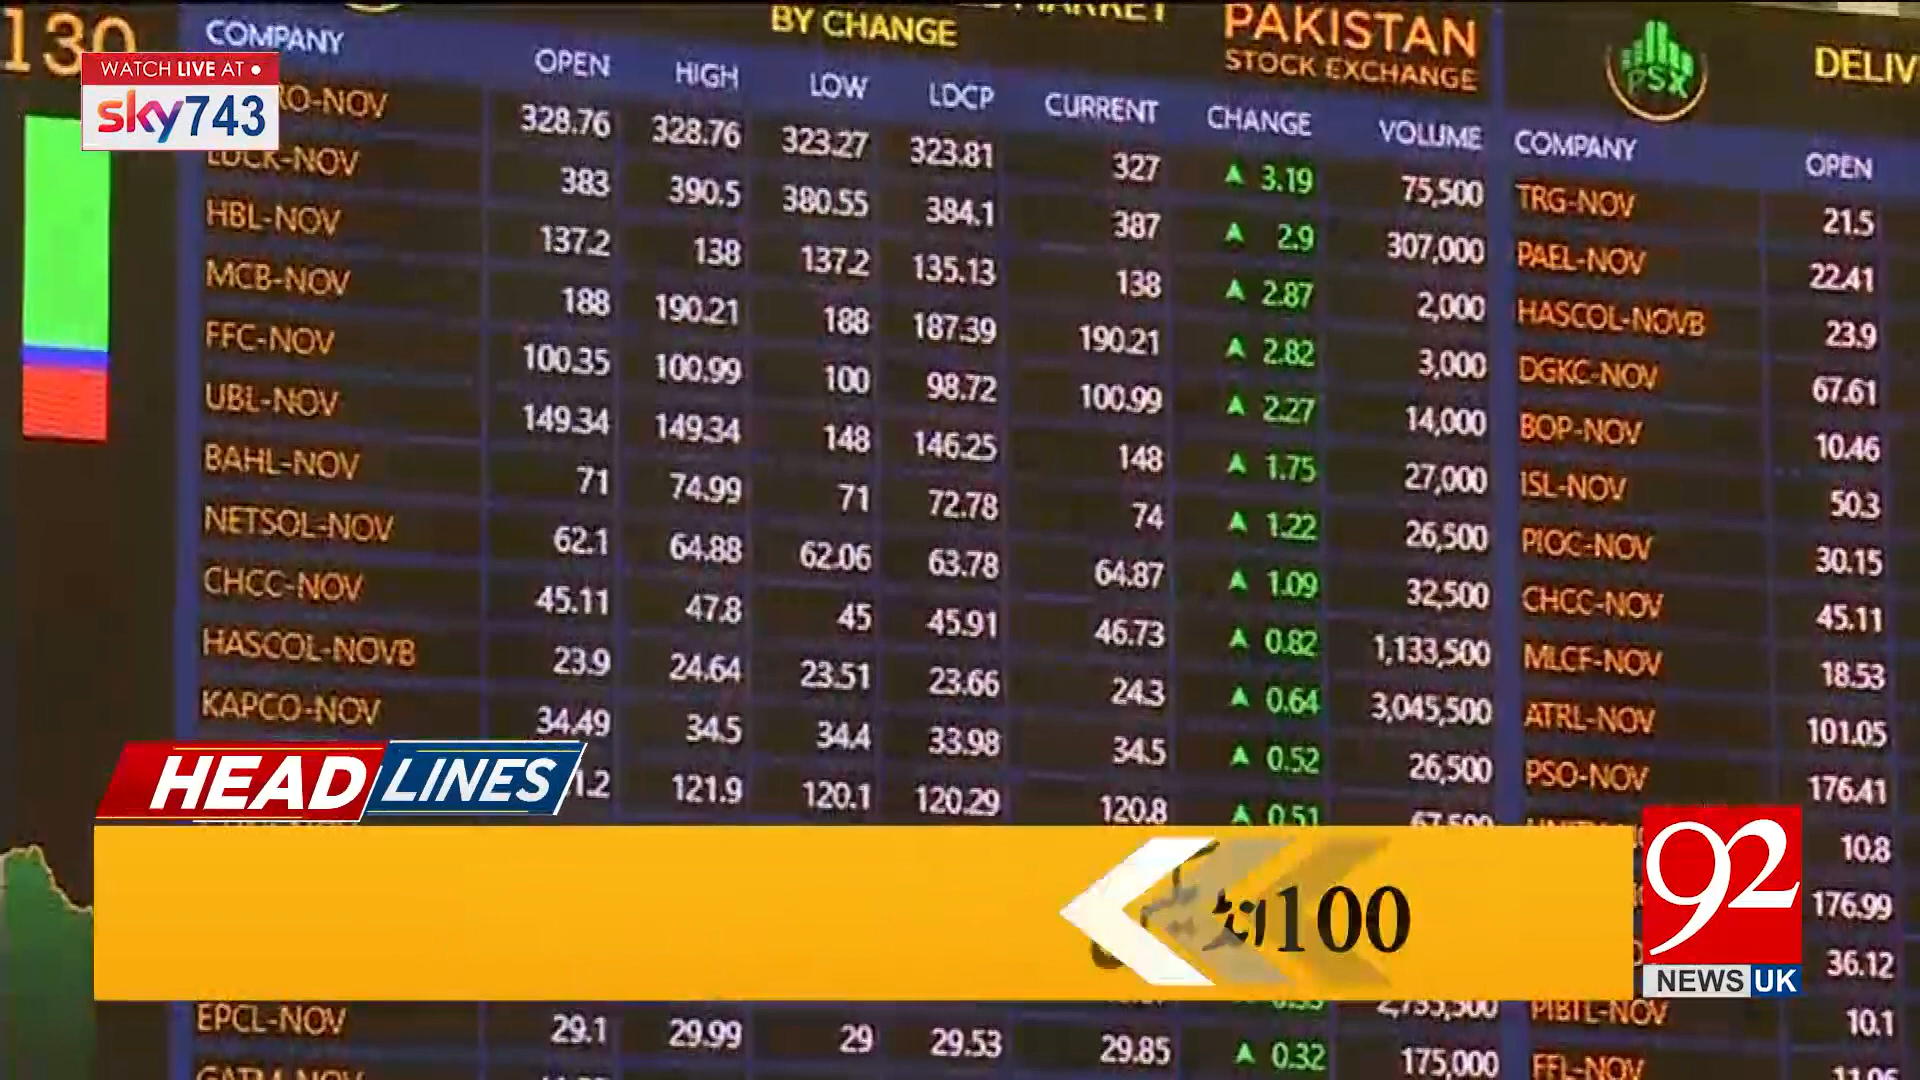 130
BY CHANGE
PAKISTAN
STOCK EXCHANGE
PSX
WATCH LIVE AT
sky743
COMPANY OPEN HIGH LOW LDCP CURRENT CHANGE VOLUME COMPANY OPEN
RO-NOV 328.76 328.76 323.27 323.81 327 ▲ 3.19 75,500 TRG-NOV 21.5
LUCK-NOV 383 390.5 380.55 384.1 387 ▲ 2.9 307,000 PAEL-NOV 22.41
HBL-NOV 137.2 138 137.2 135.13 138 ▲ 2.87 2,000 HASCOL-NOVB 23.9
MCB-NOV 188 190.21 188 187.39 190.21 ▲ 2.82 3,000 DGKC-NOV 67.61
FFC-NOV 100.35 100.99 100 98.72 100.99 ▲ 2.27 14,000 BOP-NOV 10.46
UBL-NOV 149.34 149.34 148 146.25 148 ▲ 1.75 27,000 ISL-NOV 50.3
BAHL-NOV 71 74.99 71 72.78 74 ▲ 1.22 26,500 PIOC-NOV 30.15
NETSOL-NOV 62.1 64.88 62.06 63.78 64.87 ▲ 1.09 32,500 CHCC-NOV 45.11
CHCC-NOV 45.11 47.8 45 45.91 46.73 ▲ 0.82 1,133,500 MLCF-NOV 18.53
HASCOL-NOVB 23.9 24.64 23.51 23.66 24.3 ▲ 0.64 3,045,500 ATRL-NOV 101.05
KAPCO-NOV 34.49 34.5 34.4 33.98 34.5 ▲ 0.52 26,500 PSO-NOV 176.41
121.9 120.1 120.29 120.8 ▲ 0.51 67,500 10.8
176.99
36.12
EPCL-NOV 29.1 29.99 29 29.53 29.85 ▲ 0.32 175,000 PIBTL-NOV 10.1
FFL-NOV
HEADLINES
100
92
NEWS UK